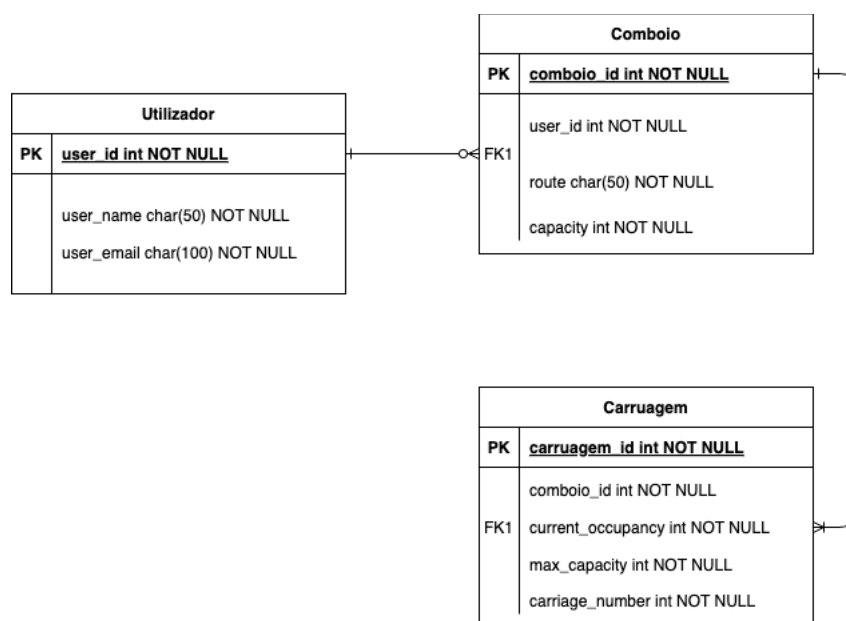 Utilizador
PK user_id int NOT NULL
user_name char(50) NOT NULL
user_email char(100) NOT NULL
Comboio
PK comboio_id int NOT NULL
user_id int NOT NULL
FK1
route char(50) NOT NULL
capacity int NOT NULL
Carruagem
PK carruagem_id int NOT NULL
comboio_id int NOT NULL
FK1 current_occupancy int NOT NULL
max_capacity int NOT NULL
carriage_number int NOT NULL